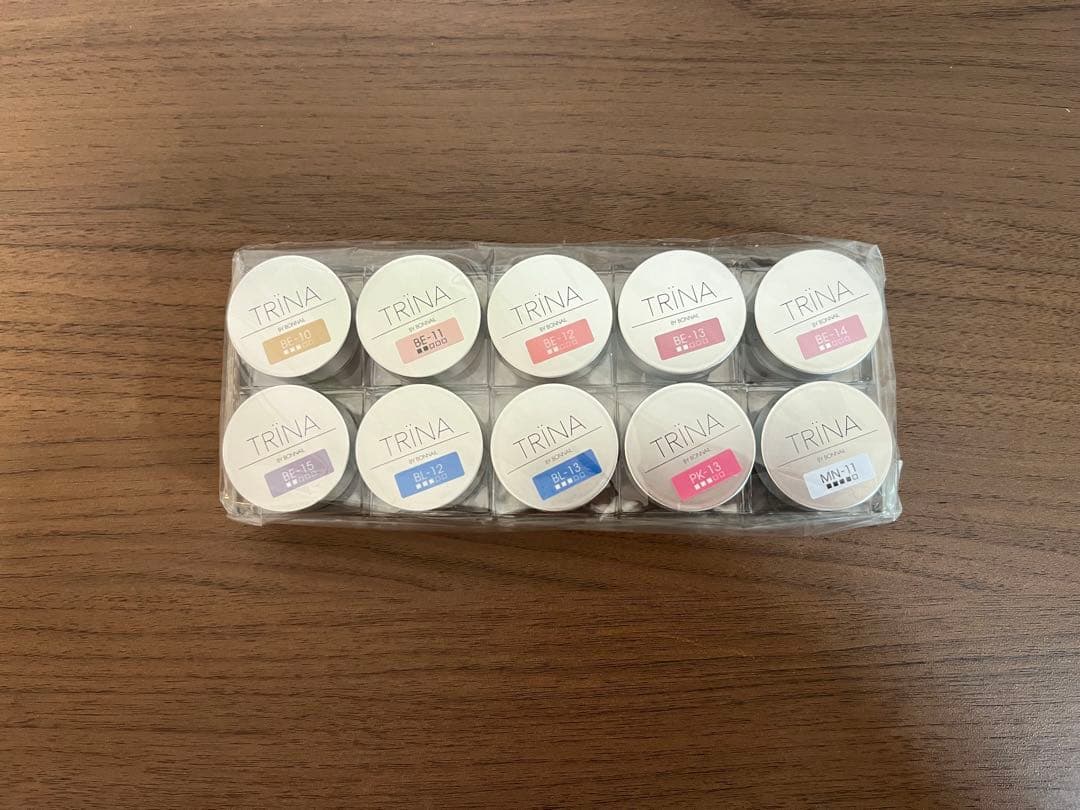 TRÏNA
BY BONNAIL
BE-10
TRÏNA
BY BONNAIL
BE-11
TRÏNA
BY BONNAIL
BE-12
TRÏNA
BY BONNAIL
BE-13
TRÏNA
BY BONNAIL
BE-14
TRÏNA
BY BONNAIL
BE-15
TRÏNA
BY BONNAIL
BL-12
TRÏNA
BY BONNAIL
BL-13
TRÏNA
BY BONNAIL
PK-13
TRÏNA
BY BONNAIL
MN-11